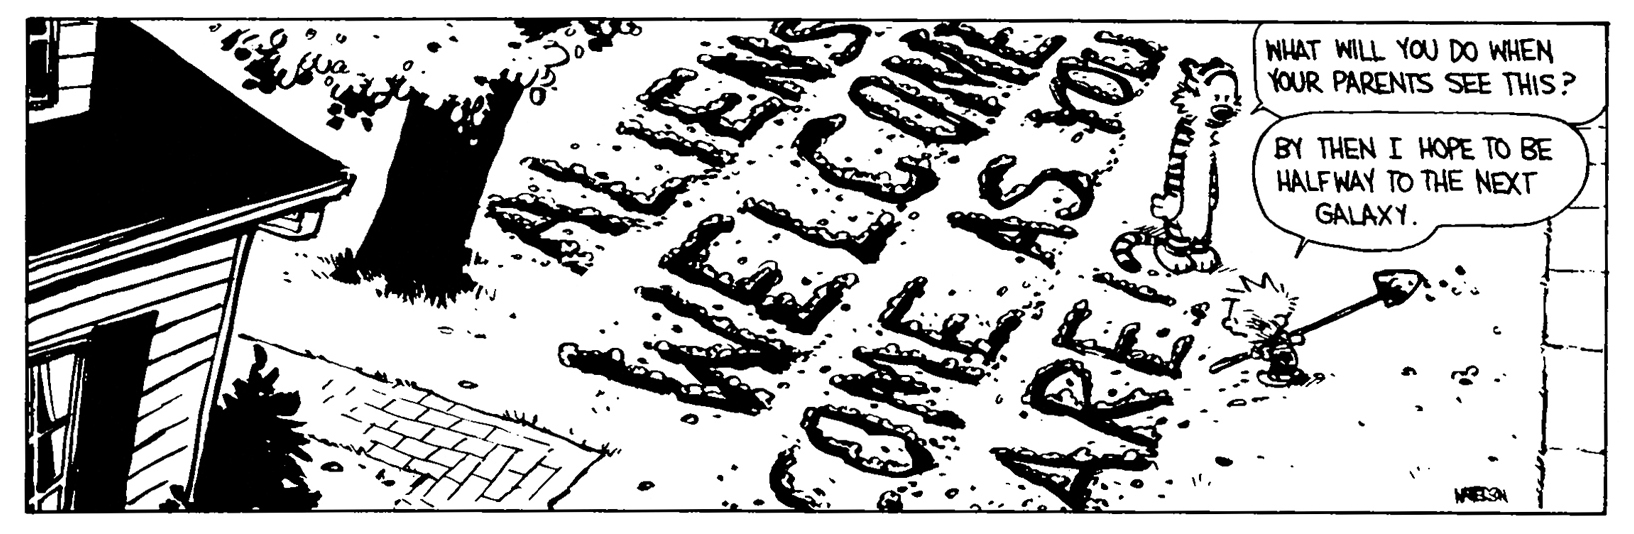 ALIENS
WELCOME
COME AS YOU
ARE!
WHAT WILL YOU DO WHEN
YOUR PARENTS SEE THIS?
BY THEN I HOPE TO BE
HALFWAY TO THE NEXT
GALAXY.
WATTERSON